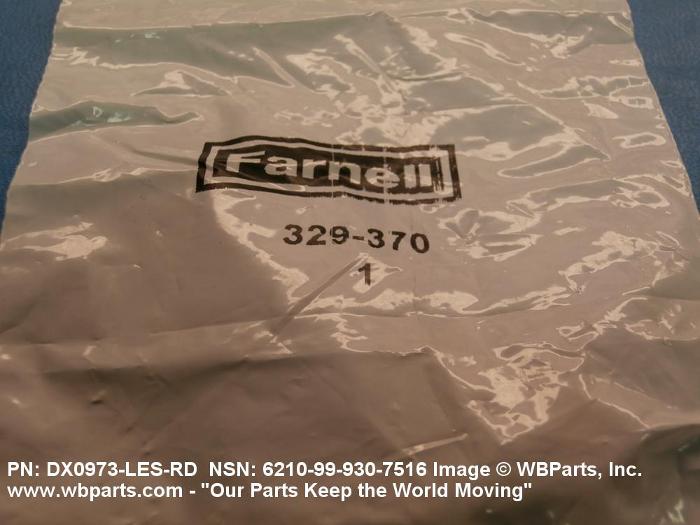 Farnell
329-370
1
PN: DX0973-LES-RD NSN: 6210-99-930-7516 Image © WBParts, Inc.
www.wbparts.com - "Our Parts Keep the World Moving"